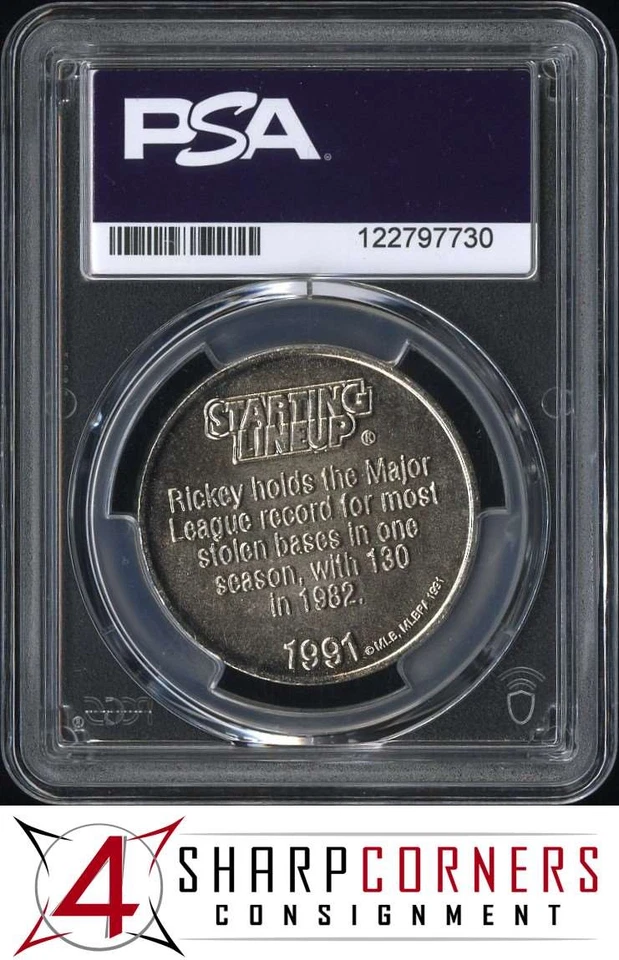 PSA
122797730
STARTING
LINEUP ®
Rickey holds the Major
League record for most
stolen bases in one
season, with 130
in 1982.
1991 © MLB, MLBPA 1991
PCGS
4 SHARPCORNERS
CONSIGNMENT